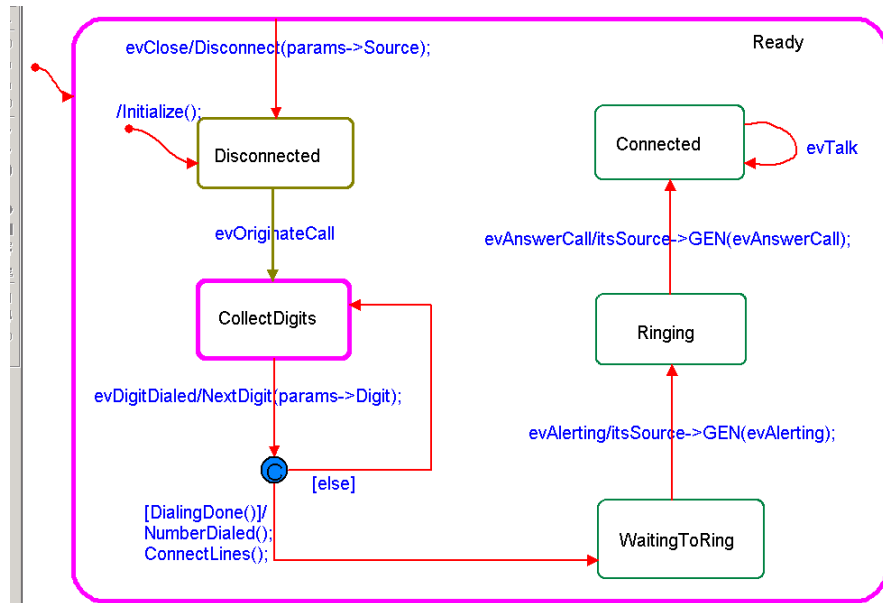 Ready
evClose/Disconnect(params->Source);
/Initialize();
Disconnected
evOriginateCall
CollectDigits
evDigitDialed/NextDigit(params->Digit);
C
[else]
[DialingDone()]/
NumberDialed();
ConnectLines();
Connected
evTalk
evAnswerCall/itsSource->GEN(evAnswerCall);
Ringing
evAlerting/itsSource->GEN(evAlerting);
WaitingToRing